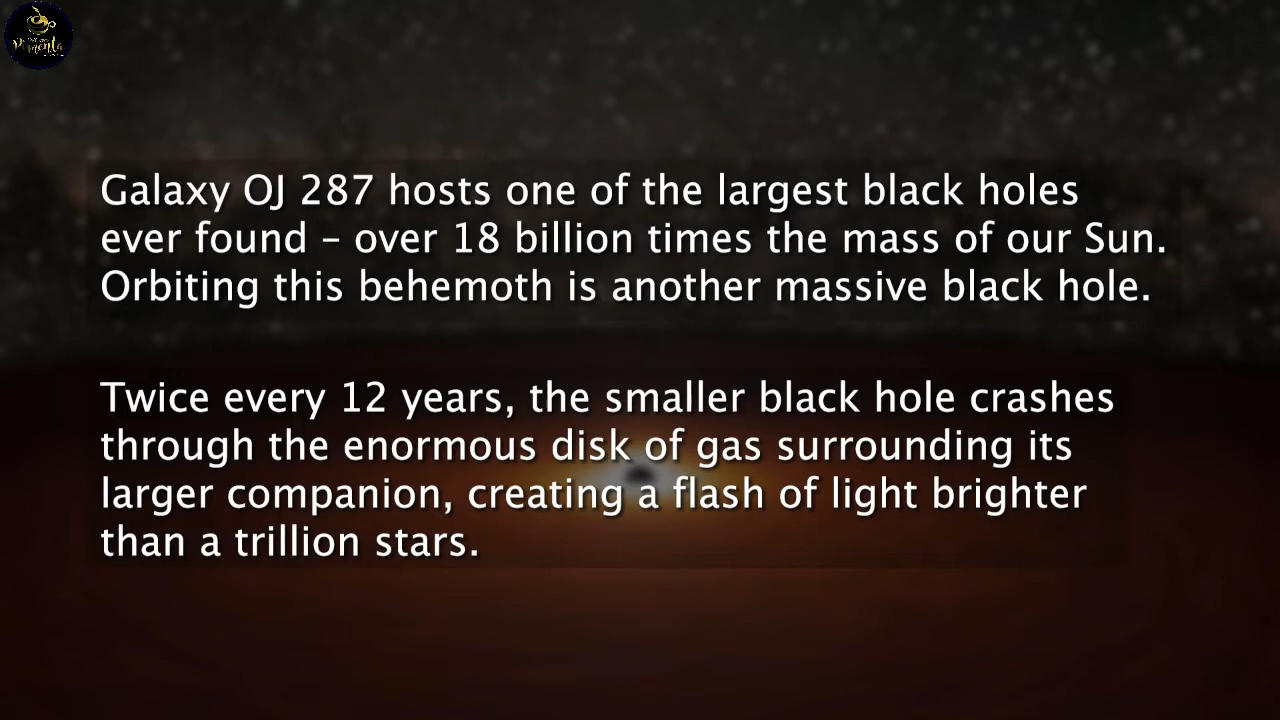 Pimenta
Galaxy OJ 287 hosts one of the largest black holes
ever found – over 18 billion times the mass of our Sun.
Orbiting this behemoth is another massive black hole.
Twice every 12 years, the smaller black hole crashes
through the enormous disk of gas surrounding its
larger companion, creating a flash of light brighter
than a trillion stars.